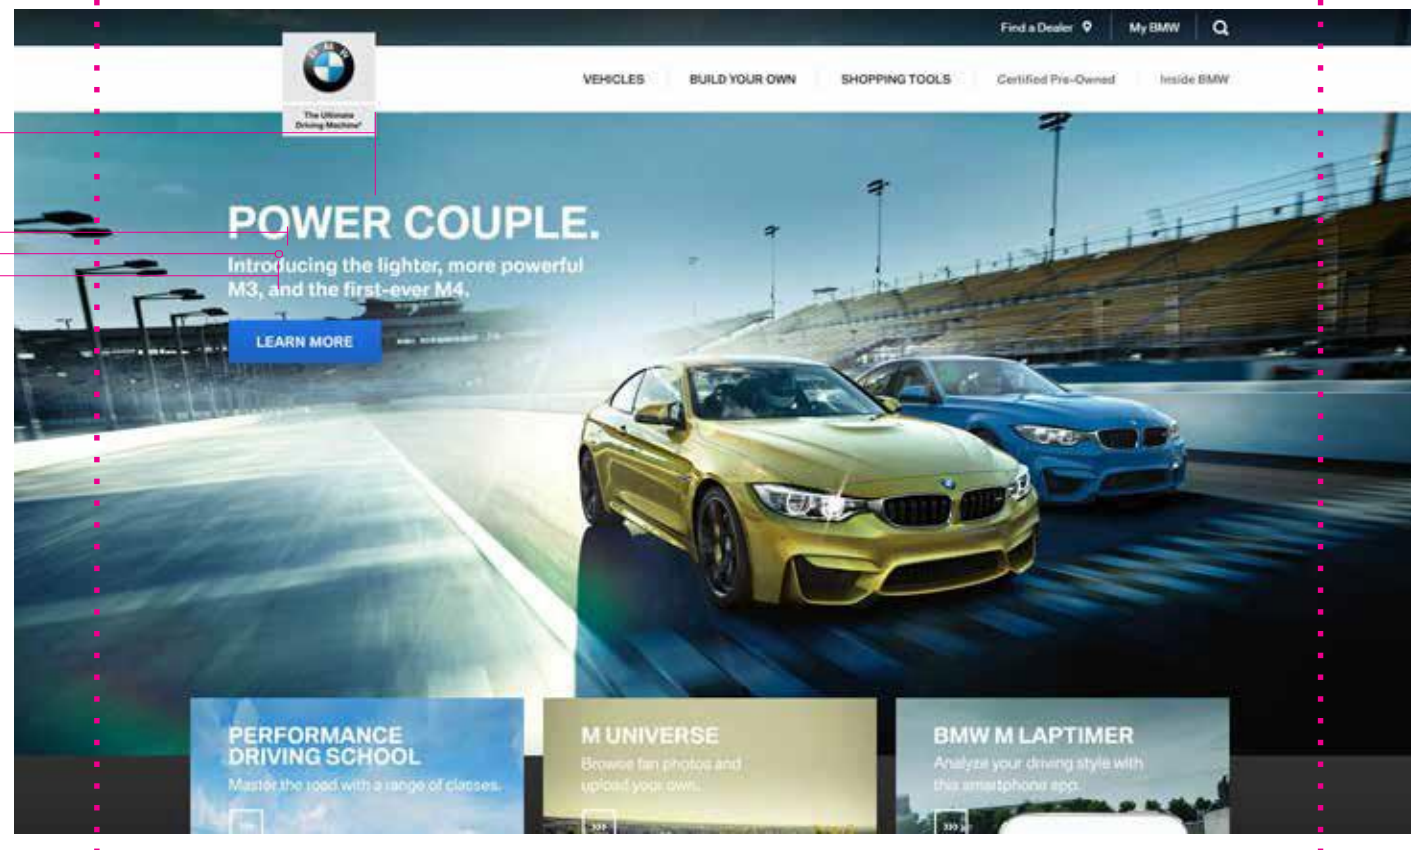 Find a Dealer
My BMW
BMW
The Ultimate
Driving Machine®
VEHICLES
BUILD YOUR OWN
SHOPPING TOOLS
Certified Pre-Owned
Inside BMW
POWER COUPLE.
Introducing the lighter, more powerful
M3, and the first-ever M4.
LEARN MORE
PERFORMANCE
DRIVING SCHOOL
Master the road with a range of classes.
M UNIVERSE
Browse fan photos and
upload your own.
BMW M LAPTIMER
Analyze your driving style with
this smartphone app.